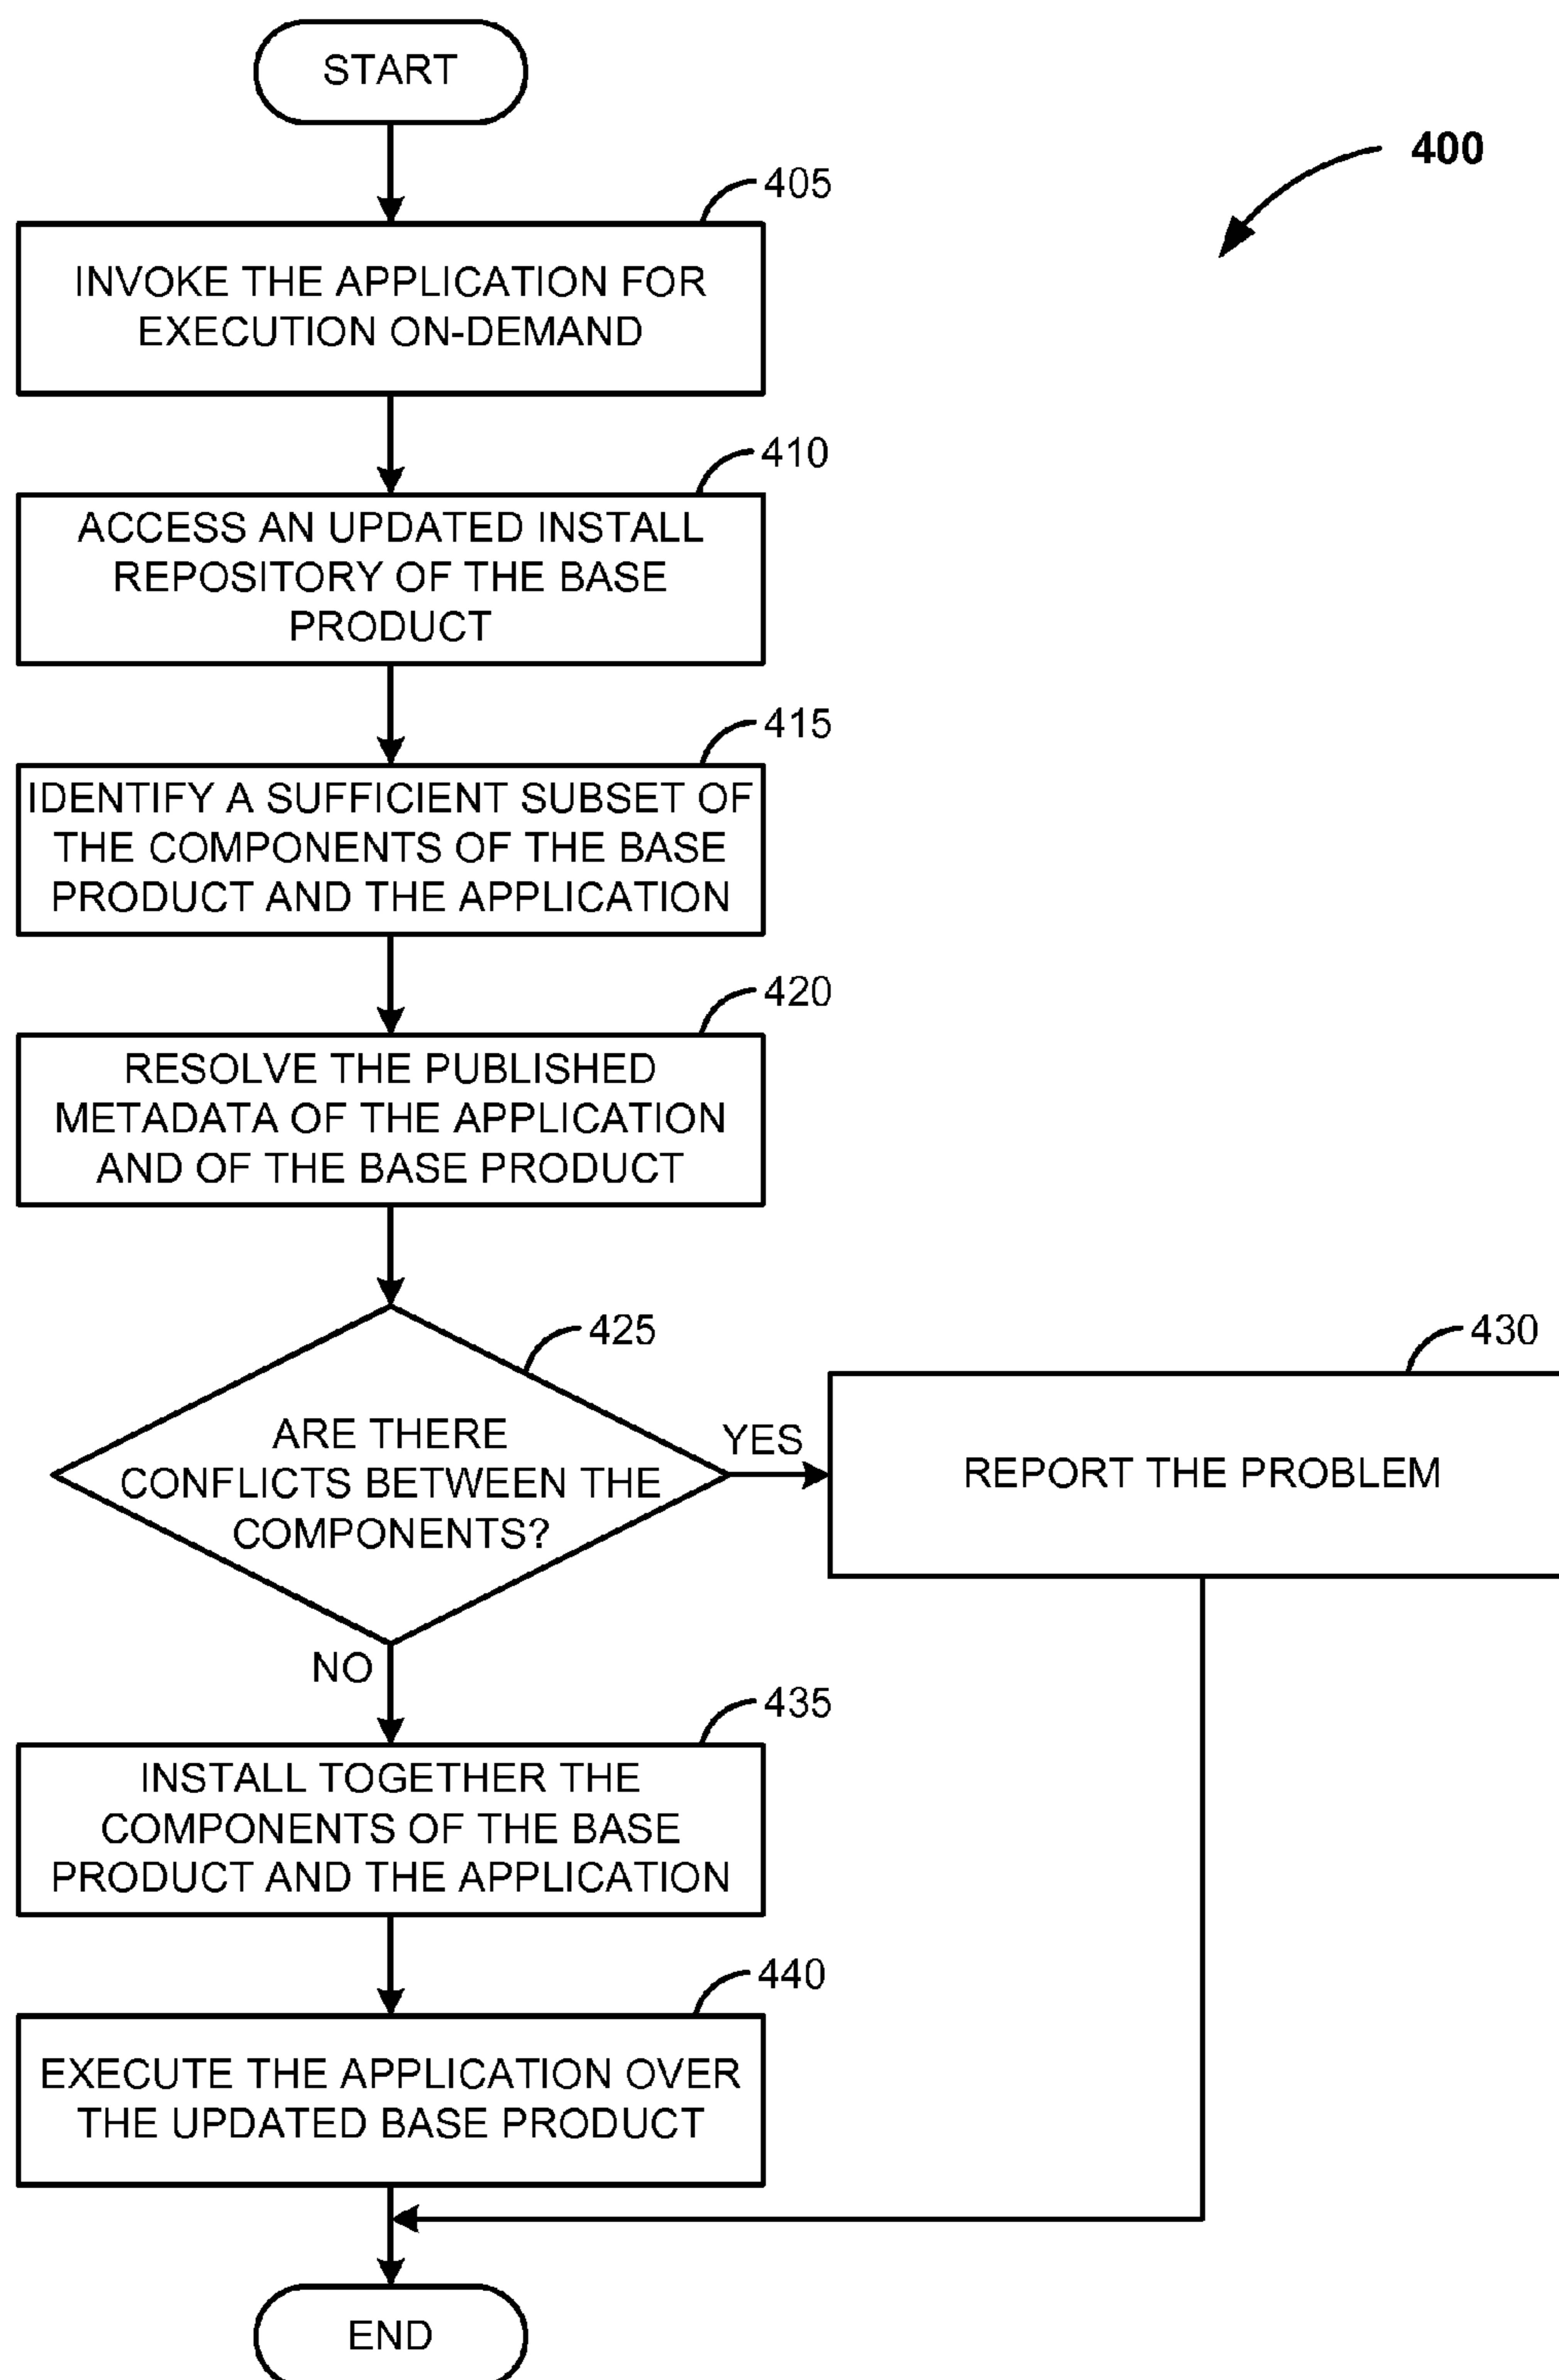 START
400
405
INVOKE THE APPLICATION FOR
EXECUTION ON-DEMAND
410
ACCESS AN UPDATED INSTALL
REPOSITORY OF THE BASE
PRODUCT
415
IDENTIFY A SUFFICIENT SUBSET OF
THE COMPONENTS OF THE BASE
PRODUCT AND THE APPLICATION
420
RESOLVE THE PUBLISHED
METADATA OF THE APPLICATION
AND OF THE BASE PRODUCT
425
ARE THERE
CONFLICTS BETWEEN THE
COMPONENTS?
YES
430
REPORT THE PROBLEM
NO
435
INSTALL TOGETHER THE
COMPONENTS OF THE BASE
PRODUCT AND THE APPLICATION
440
EXECUTE THE APPLICATION OVER
THE UPDATED BASE PRODUCT
END